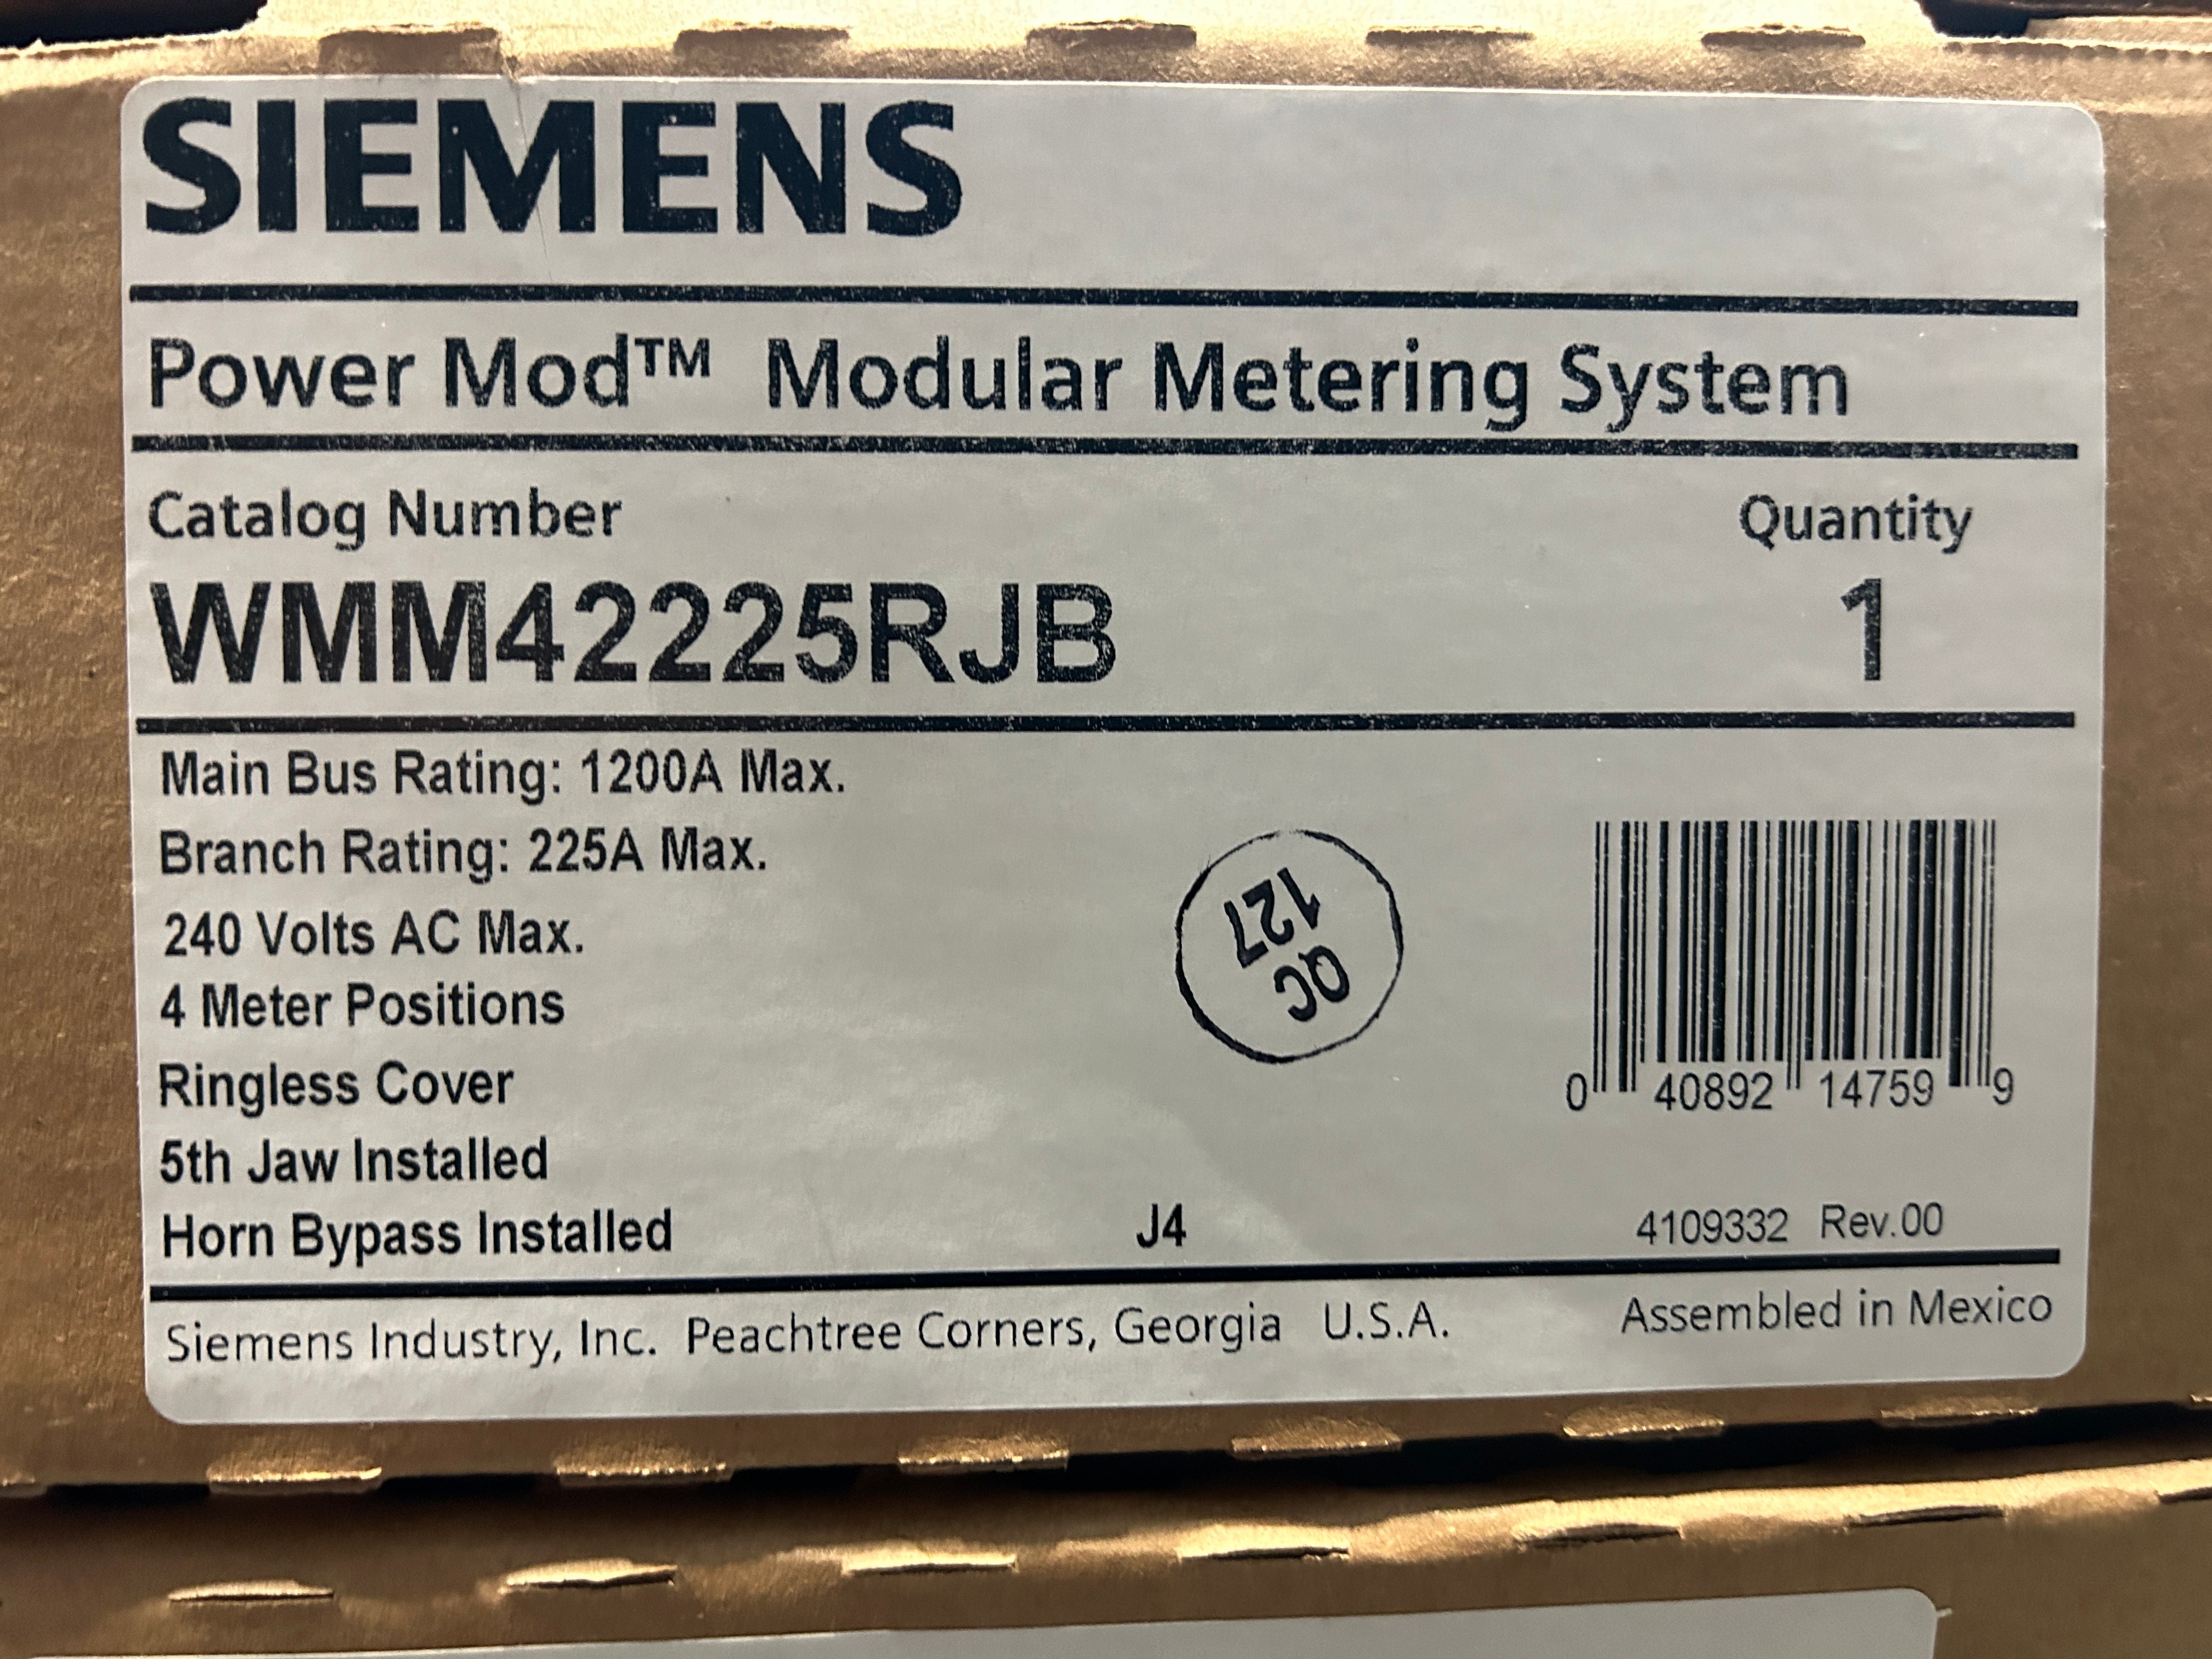 SIEMENS
Power Mod™ Modular Metering System
Catalog Number Quantity
WMM42225RJB 1
Main Bus Rating: 1200A Max.
Branch Rating: 225A Max.
240 Volts AC Max.
4 Meter Positions
Ringless Cover
5th Jaw Installed
Horn Bypass Installed
QC
127
J4
0 40892 14759 9
4109332 Rev.00
Siemens Industry, Inc. Peachtree Corners, Georgia U.S.A. Assembled in Mexico